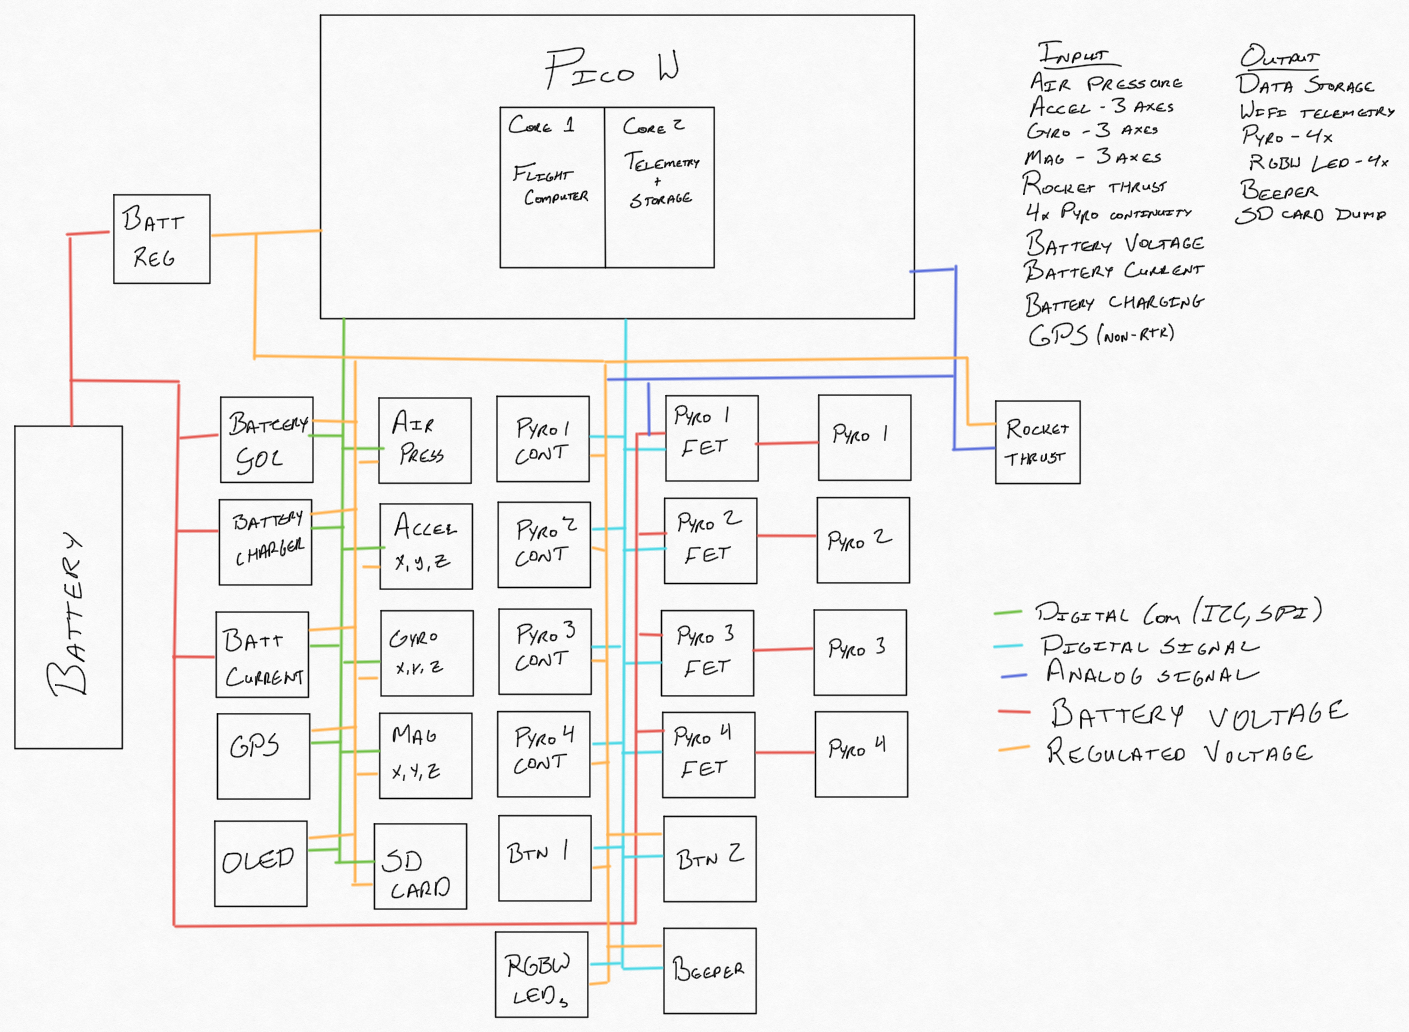 PICO W
CORE 1
FLIGHT
COMPUTER
CORE 2
TELEMETRY
+
STORAGE
INPUT
AIR PRESSURE
ACCEL - 3 AXES
GYRO - 3 AXES
MAG - 3 AXES
ROCKET THRUST
4x PYRO CONTINUITY
BATTERY VOLTAGE
BATTERY CURRENT
BATTERY CHARGING
GPS (NON-RTR)
OUTPUT
DATA STORAGE
WIFI TELEMETRY
PYRO - 4x
RGBW LED - 4x
BEEPER
SD CARD DUMP
BATT
REG
BATTERY
BATTERY
GOL
BATTERY
CHARGER
BATT
CURRENT
GPS
OLED
AIR
PRESS
ACCEL
X, Y, Z
GYRO
X, Y, Z
MAG
X, Y, Z
SD
CARD
PYRO 1
CONT
PYRO 2
CONT
PYRO 3
CONT
PYRO 4
CONT
BTN 1
RGBW
LEDs
PYRO 1
FET
PYRO 2
FET
PYRO 3
FET
PYRO 4
FET
BTN 2
BEEPER
PYRO 1
PYRO 2
PYRO 3
PYRO 4
ROCKET
THRUST
DIGITAL COM (I2C, SPI)
DIGITAL SIGNAL
ANALOG SIGNAL
BATTERY VOLTAGE
REGULATED VOLTAGE